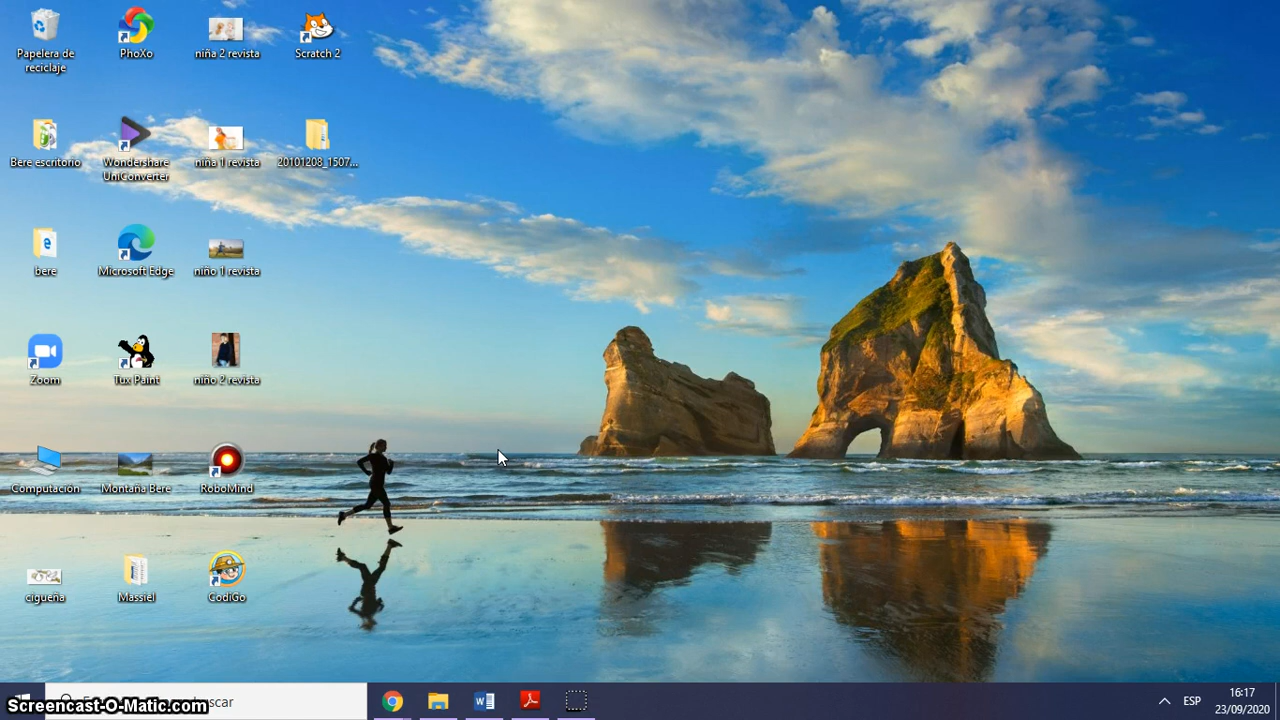 Papelera de
reciclaje
PhoXo
niña 2 revista
Scratch 2
Bere escritorio
Wondershare
UniConverter
niña 1 revista
20101208_1507...
bere
Microsoft Edge
niño 1 revista
Zoom
Tux Paint
niño 2 revista
Computación
Montaña Bere
RoboMind
cigueña
Massiel
CodiGo
Screencast-O-Matic.com
scar
ESP
16:17
23/09/2020